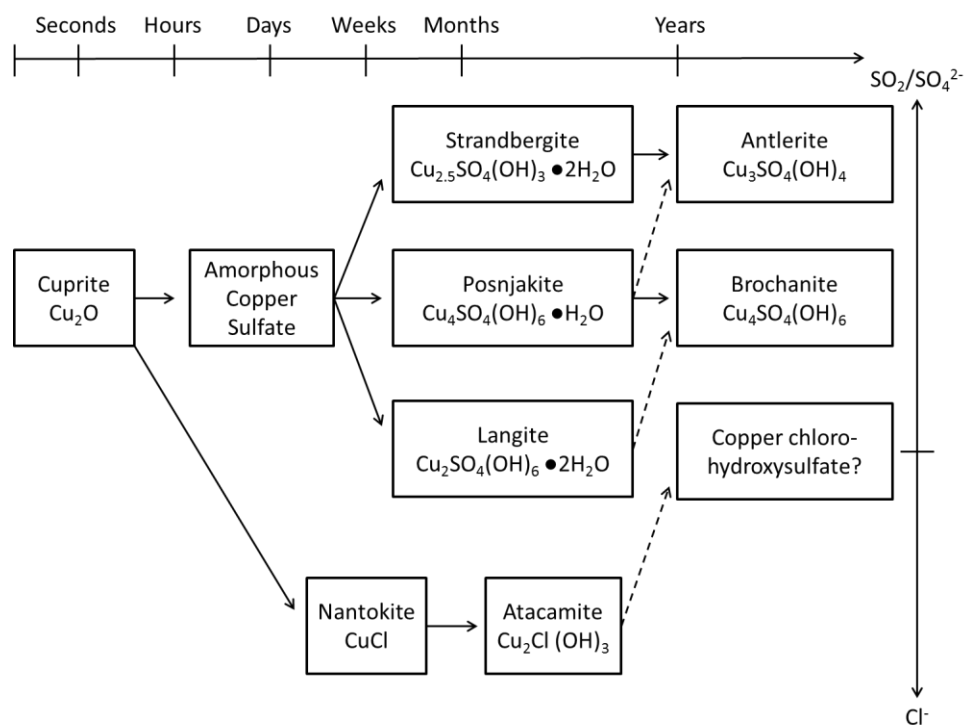 Seconds Hours Days Weeks Months Years
SO₂/SO₄²⁻
Strandbergite
Cu₂.₅SO₄(OH)₃ ●2H₂O
Antlerite
Cu₃SO₄(OH)₄
Cuprite
Cu₂O
Amorphous
Copper
Sulfate
Posnjakite
Cu₄SO₄(OH)₆ ●H₂O
Brochanite
Cu₄SO₄(OH)₆
Langite
Cu₂SO₄(OH)₆ ●2H₂O
Copper chloro-
hydroxysulfate?
Nantokite
CuCl
Atacamite
Cu₂Cl (OH)₃
Cl⁻